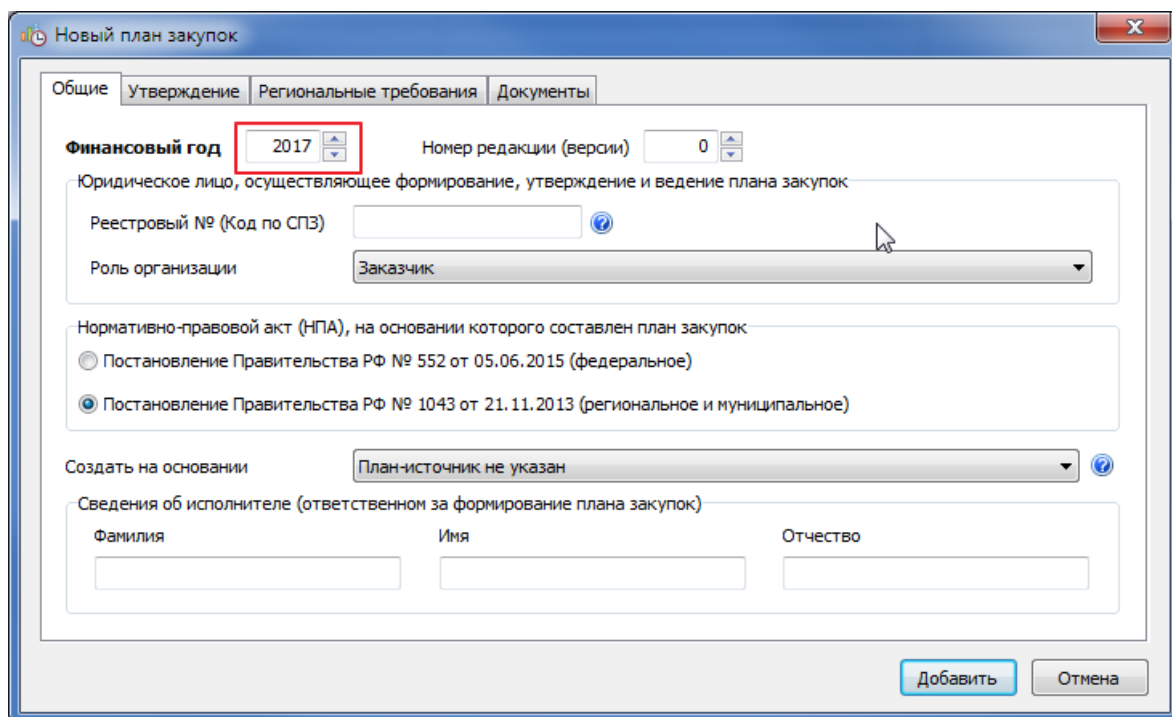 Новый план закупок
Общие Утверждение Региональные требования Документы
Финансовый год 2017 Номер редакции (версии) 0
Юридическое лицо, осуществляющее формирование, утверждение и ведение плана закупок
Реестровый № (Код по СПЗ)
Роль организации Заказчик
Нормативно-правовой акт (НПА), на основании которого составлен план закупок
Постановление Правительства РФ № 552 от 05.06.2015 (федеральное)
Постановление Правительства РФ № 1043 от 21.11.2013 (региональное и муниципальное)
Создать на основании План-источник не указан
Сведения об исполнителе (ответственном за формирование плана закупок)
Фамилия Имя Отчество
Добавить Отмена